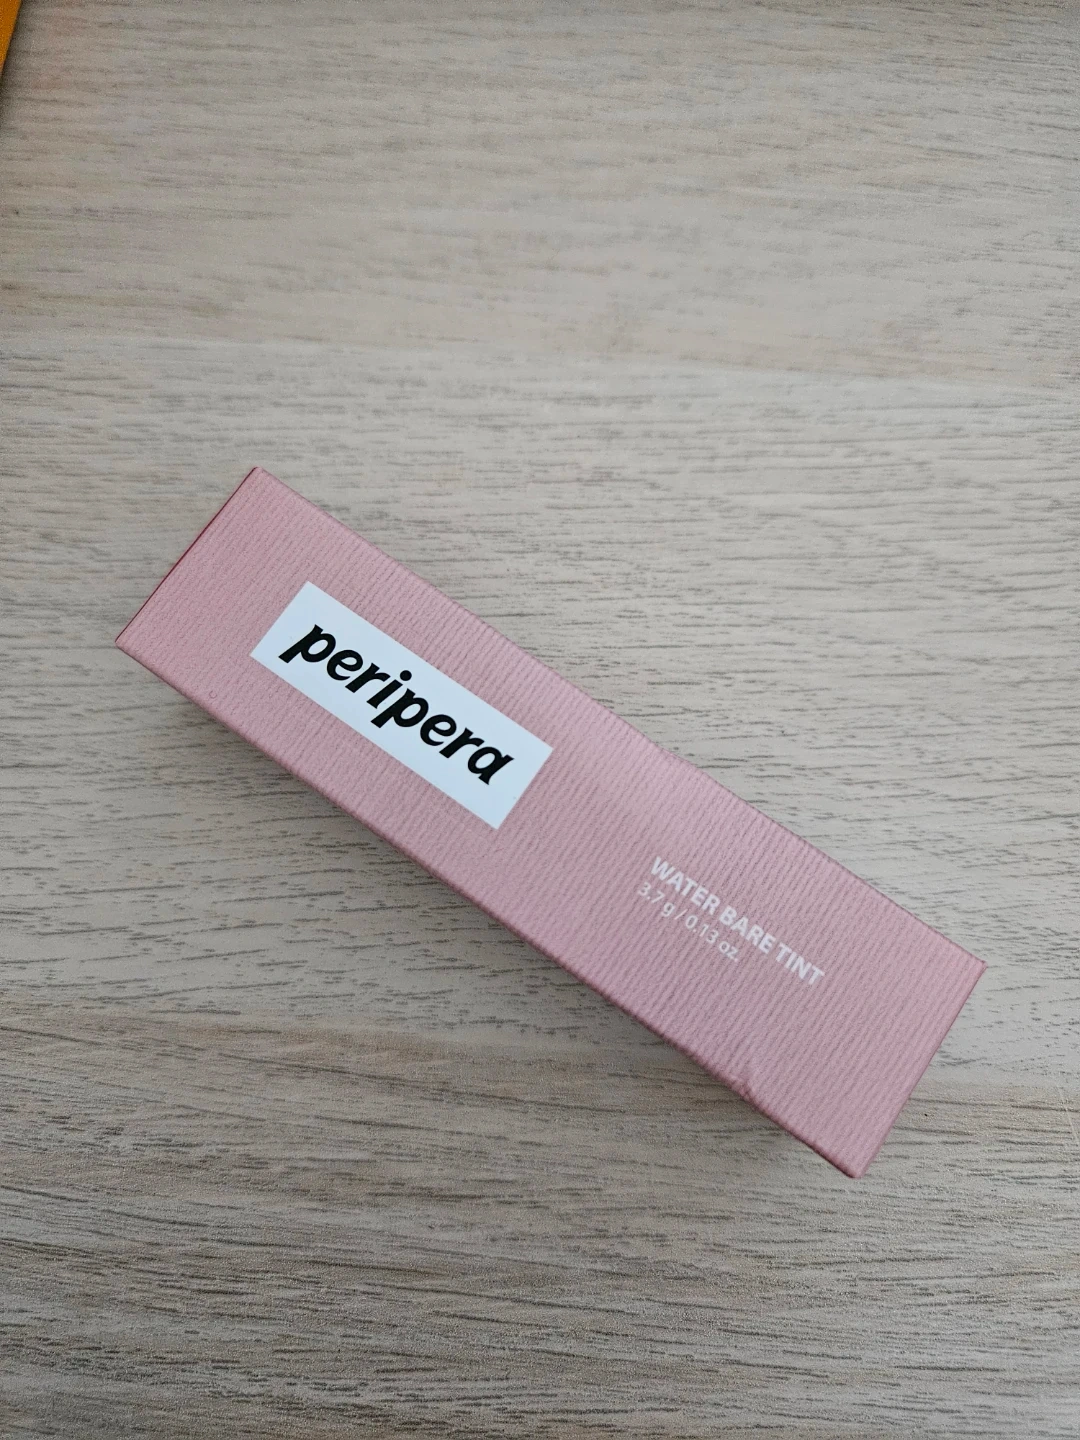 peripera
WATER BARE TINT
3.7 g / 0.13 oz.